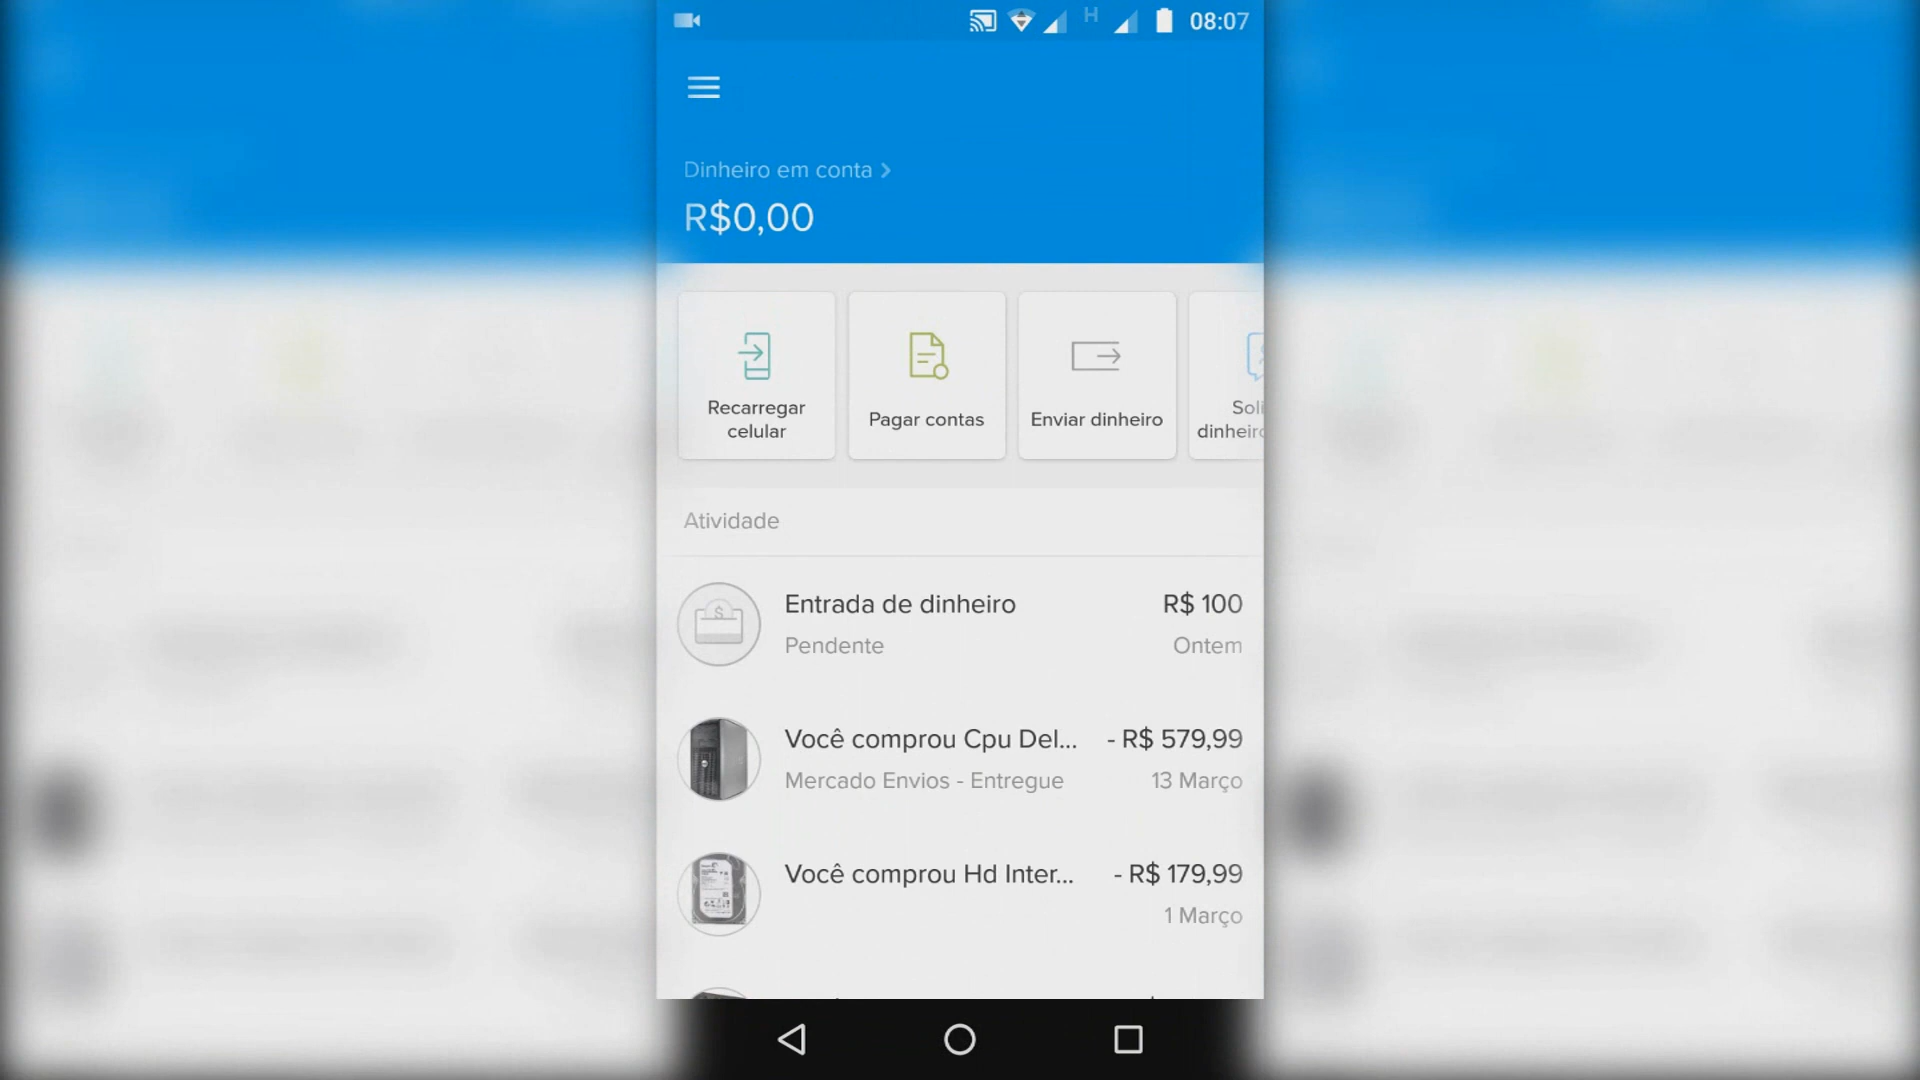 H 08:07
Dinheiro em conta >
R$0,00
Recarregar
celular
Pagar contas
Enviar dinheiro
Soli
dinheiro
Atividade
Entrada de dinheiro R$ 100
Pendente Ontem
Você comprou Cpu Del... - R$ 579,99
Mercado Envios - Entregue 13 Março
Você comprou Hd Inter... - R$ 179,99
1 Março